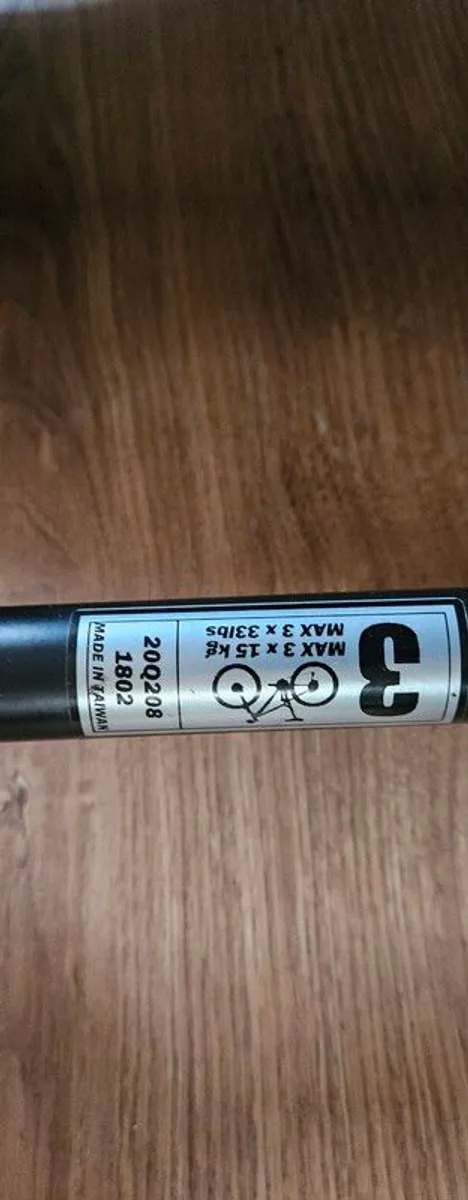 3
MAX 3 x 15 kg
MAX 3 x 33lbs
20Q208
1802
MADE IN TAIWAN